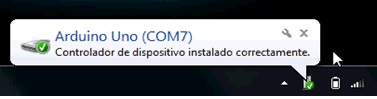 Arduino Uno (COM7)
Controlador de dispositivo instalado correctamente.